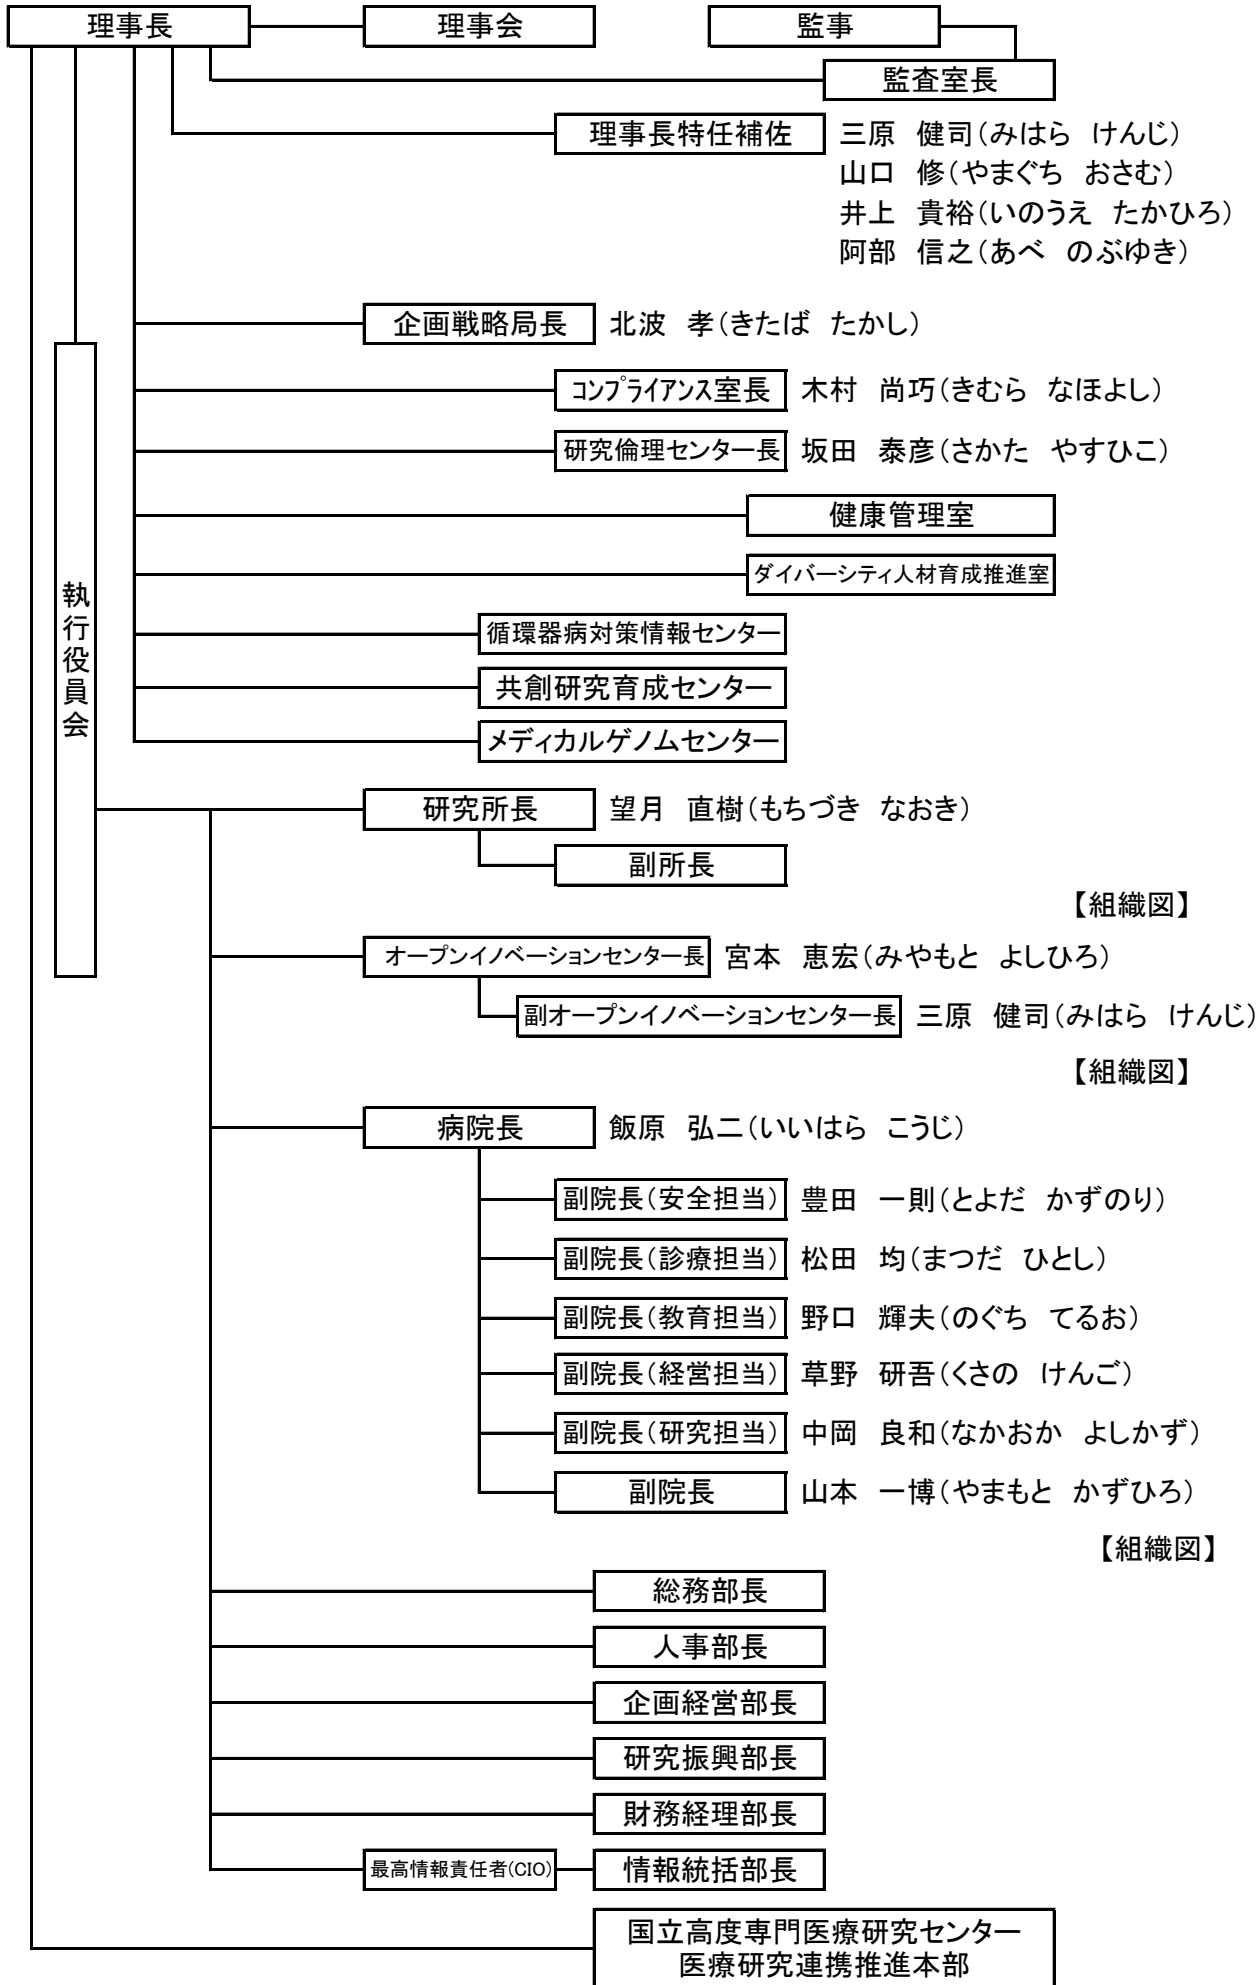 理事長 理事会 監事
監査室長
理事長特任補佐 三原 健司(みはら けんじ)
山口 修(やまぐち おさむ)
井上 貴裕(いのうえ たかひろ)
阿部 信之(あべ のぶゆき)
企画戦略局長 北波 孝(きたば たかし)
コンプライアンス室長 木村 尚巧(きむら なほよし)
研究倫理センター長 坂田 泰彦(さかた やすひこ)
健康管理室
ダイバーシティ人材育成推進室
執行役員会
循環器病対策情報センター
共創研究育成センター
メディカルゲノムセンター
研究所長 望月 直樹(もちづき なおき)
副所長
【組織図】
オープンイノベーションセンター長 宮本 恵宏(みやもと よしひろ)
副オープンイノベーションセンター長 三原 健司(みはら けんじ)
【組織図】
病院長 飯原 弘二(いいはら こうじ)
副院長(安全担当) 豊田 一則(とよだ かずのり)
副院長(診療担当) 松田 均(まつだ ひとし)
副院長(教育担当) 野口 輝夫(のぐち てるお)
副院長(経営担当) 草野 研吾(くさの けんご)
副院長(研究担当) 中岡 良和(なかおか よしかず)
副院長 山本 一博(やまもと かずひろ)
【組織図】
総務部長
人事部長
企画経営部長
研究振興部長
財務経理部長
最高情報責任者(CIO) 情報統括部長
国立高度専門医療研究センター
医療研究連携推進本部